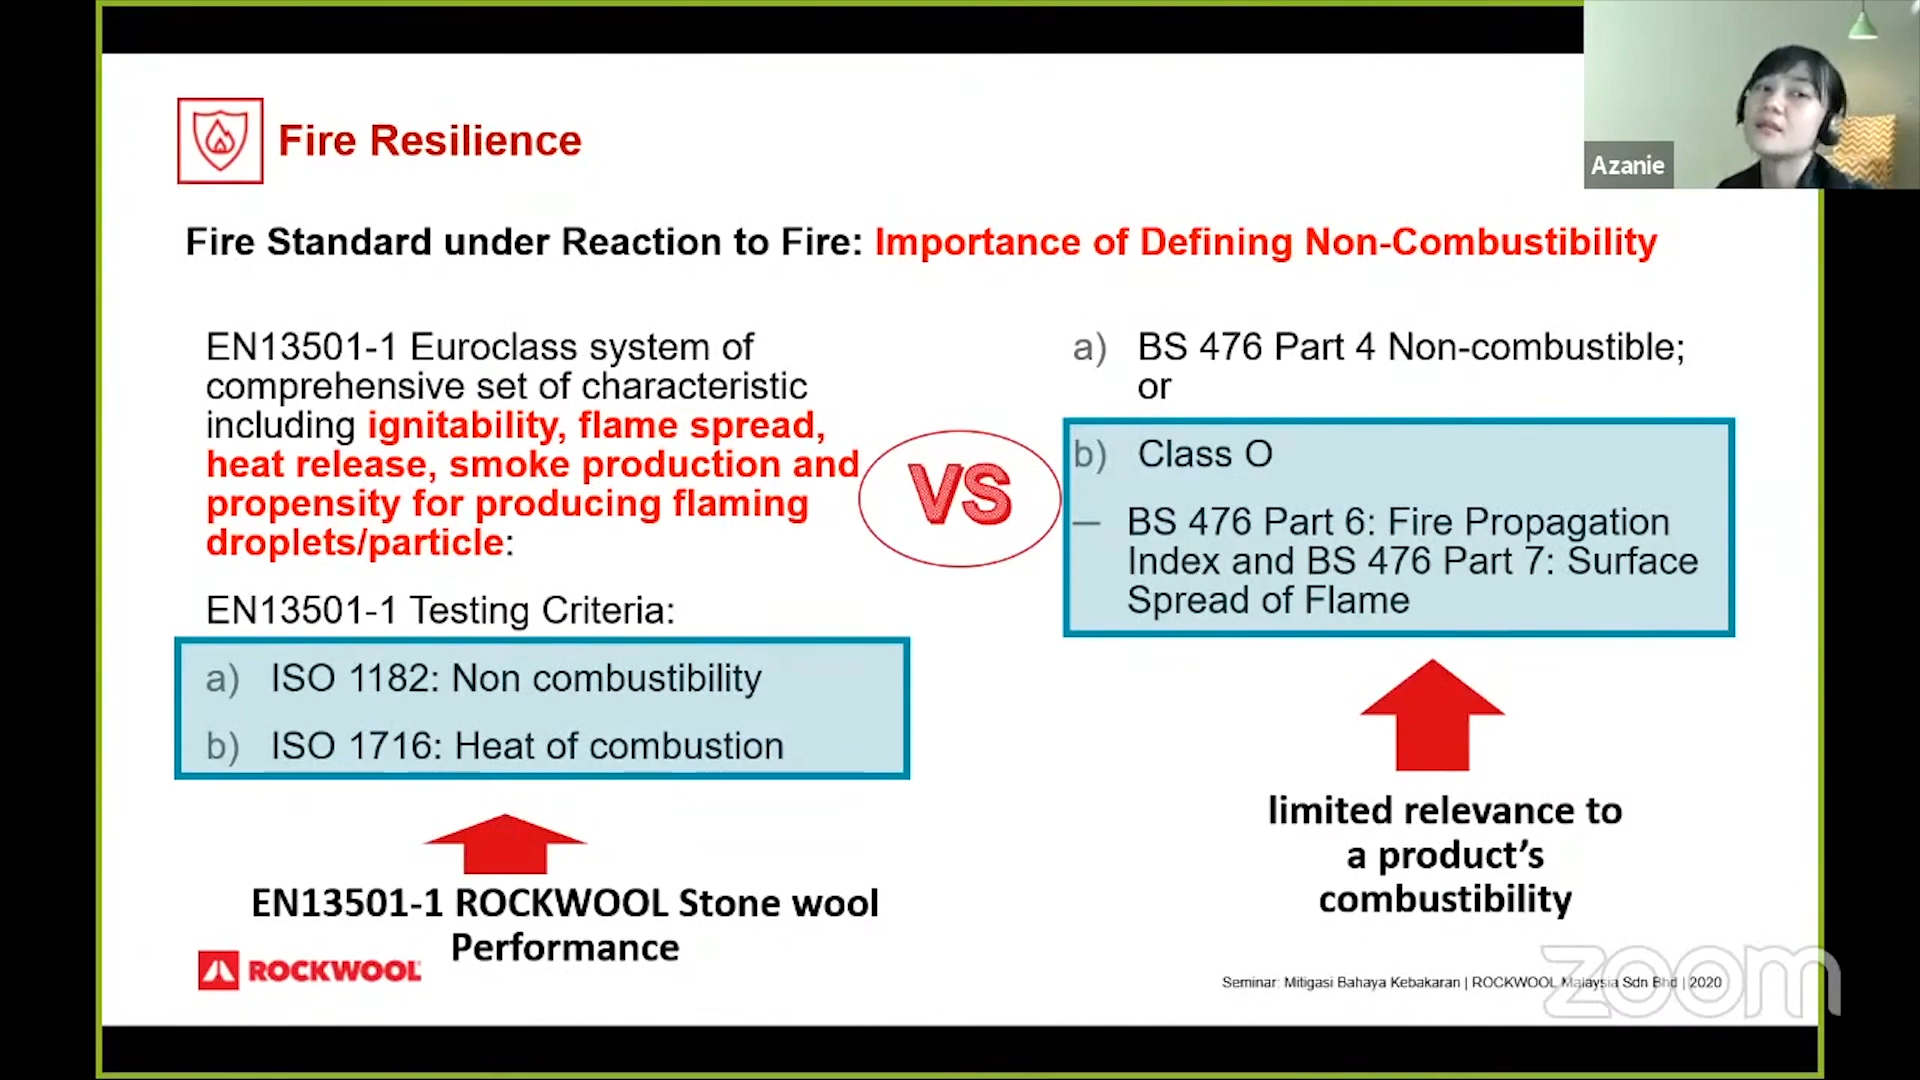 Azanie
Fire Resilience
Fire Standard under Reaction to Fire: Importance of Defining Non-Combustibility
EN13501-1 Euroclass system of
comprehensive set of characteristic
including ignitability, flame spread,
heat release, smoke production and
propensity for producing flaming
droplets/particle:
EN13501-1 Testing Criteria:
a) ISO 1182: Non combustibility
b) ISO 1716: Heat of combustion
EN13501-1 ROCKWOOL Stone wool
Performance
VS
a) BS 476 Part 4 Non-combustible;
or
b) Class O
— BS 476 Part 6: Fire Propagation
Index and BS 476 Part 7: Surface
Spread of Flame
limited relevance to
a product’s
combustibility
ROCKWOOL
Seminar: Mitigasi Bahaya Kebakaran | ROCKWOOL Malaysia Sdn Bhd | 2020
zoom